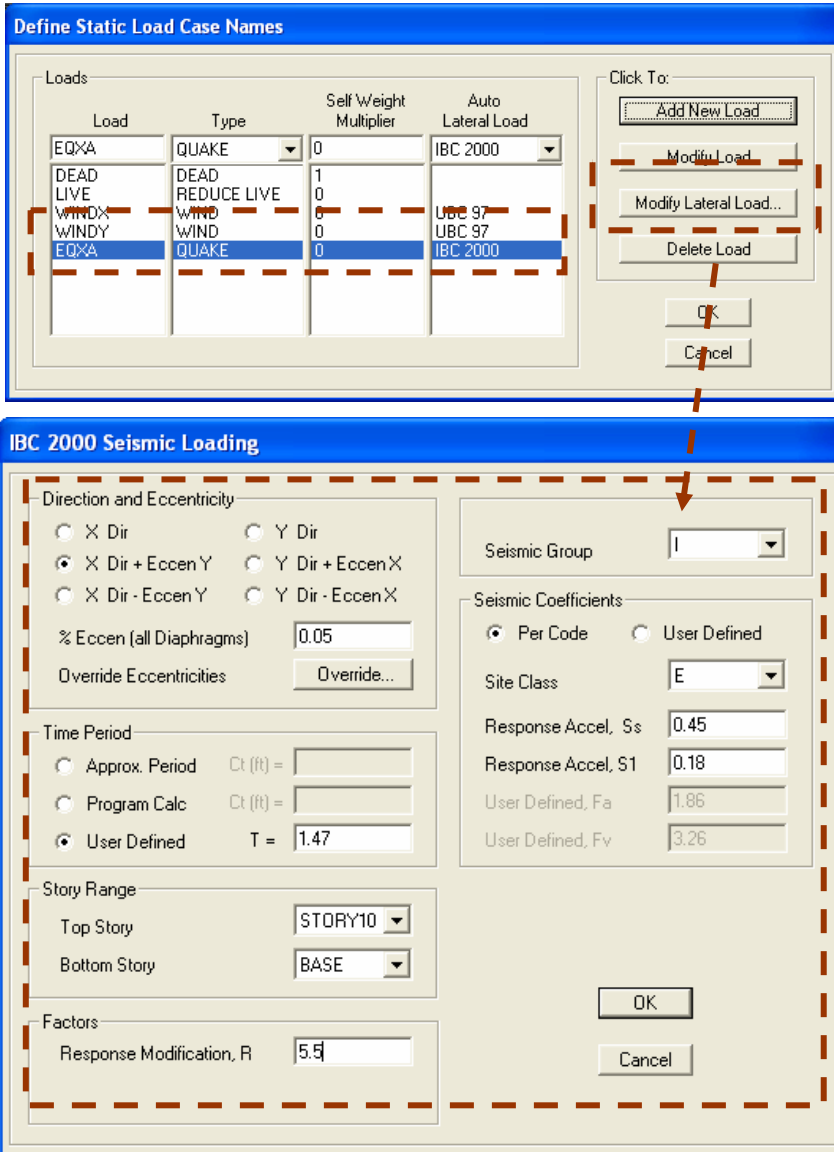 Define Static Load Case Names
Loads
Click To:
Load Type Self Weight Multiplier Auto Lateral Load
EQXA QUAKE 0 IBC 2000
DEAD DEAD 1
LIVE REDUCE LIVE 0
WINDX WIND 0 UBC 97
WINDY WIND 0 UBC 97
EQXA QUAKE 0 IBC 2000
Add New Load
Modify Load
Modify Lateral Load...
Delete Load
OK
Cancel
IBC 2000 Seismic Loading
Direction and Eccentricity
X Dir Y Dir
X Dir + Eccen Y Y Dir + Eccen X
X Dir - Eccen Y Y Dir - Eccen X
% Eccen (all Diaphragms) 0.05
Override Eccentricities Override...
Time Period
Approx. Period Ct (ft) =
Program Calc Ct (ft) =
User Defined T = 1.47
Story Range
Top Story STORY10
Bottom Story BASE
Factors
Response Modification, R 5.5
Seismic Group I
Seismic Coefficients
Per Code User Defined
Site Class E
Response Accel, Ss 0.45
Response Accel, S1 0.18
User Defined, Fa 1.86
User Defined, Fv 3.26
OK
Cancel